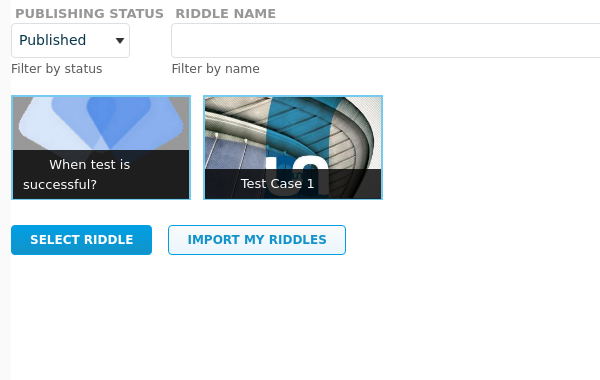 PUBLISHING STATUS RIDDLE NAME
Published
Filter by status Filter by name
When test is
successful?
Test Case 1
SELECT RIDDLE IMPORT MY RIDDLES